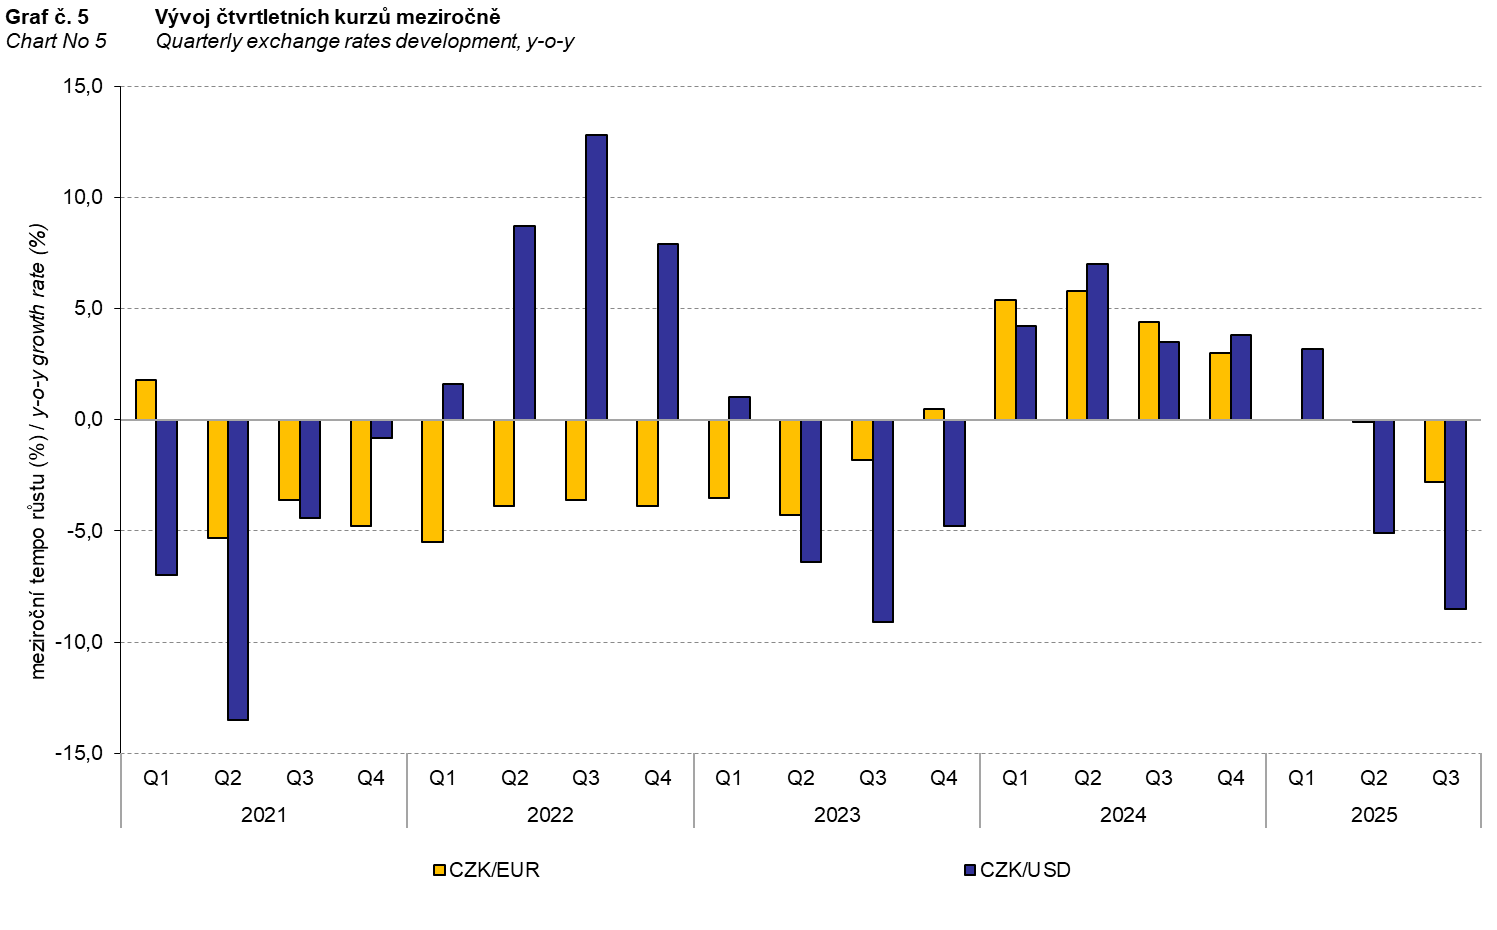 Graf č. 5 Vývoj čtvrtletních kurzů meziročně
Chart No 5 Quarterly exchange rates development, y-o-y
meziroční tempo růstu (%) / y-o-y growth rate (%)
15,0
10,0
5,0
0,0
-5,0
-10,0
-15,0
Q1 Q2 Q3 Q4 Q1 Q2 Q3 Q4 Q1 Q2 Q3 Q4 Q1 Q2 Q3 Q4 Q1 Q2 Q3
2021 2022 2023 2024 2025
CZK/EUR CZK/USD